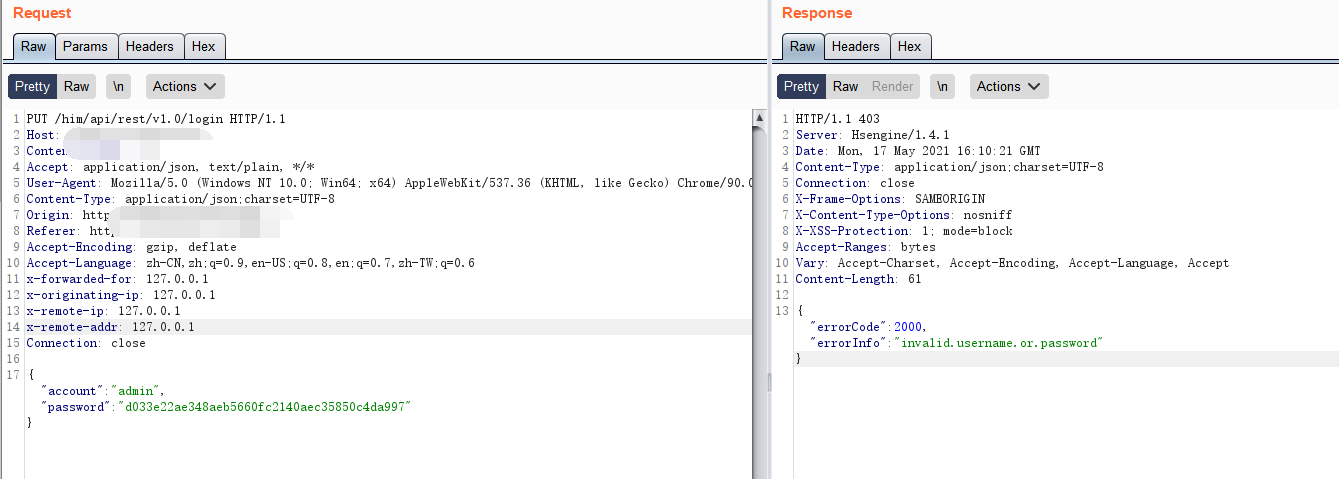 Request
Raw Params Headers Hex
Pretty Raw \n Actions
1 PUT /him/api/rest/v1.0/login HTTP/1.1
2 Host:
3
4 Accept: application/json, text/plain, */*
5 User-Agent: Mozilla/5.0 (Windows NT 10.0; Win64; x64) AppleWebKit/537.36 (KHTML, like Gecko) Chrome/90.0
6 Content-Type: application/json;charset=UTF-8
7 Origin:
8 Referer:
9 Accept-Encoding: gzip, deflate
10 Accept-Language: zh-CN,zh;q=0.9,en-US;q=0.8,en;q=0.7,zh-TW;q=0.6
11 x-forwarded-for: 127.0.0.1
12 x-originating-ip: 127.0.0.1
13 x-remote-ip: 127.0.0.1
14 x-remote-addr: 127.0.0.1
15 Connection: close
16
17 {
"account":"admin",
"password":"d033e22ae348aeb5660fc2140aec35850c4da997"
}
Response
Raw Headers Hex
Pretty Raw Render \n Actions
1 HTTP/1.1 403
2 Server: Hsengine/1.4.1
3 Date: Mon, 17 May 2021 16:10:21 GMT
4 Content-Type: application/json;charset=UTF-8
5 Connection: close
6 X-Frame-Options: SAMEORIGIN
7 X-Content-Type-Options: nosniff
8 X-XSS-Protection: 1; mode=block
9 Accept-Ranges: bytes
10 Vary: Accept-Charset, Accept-Encoding, Accept-Language, Accept
11 Content-Length: 61
12
13 {
"errorCode":2000,
"errorInfo":"invalid.username.or.password"
}